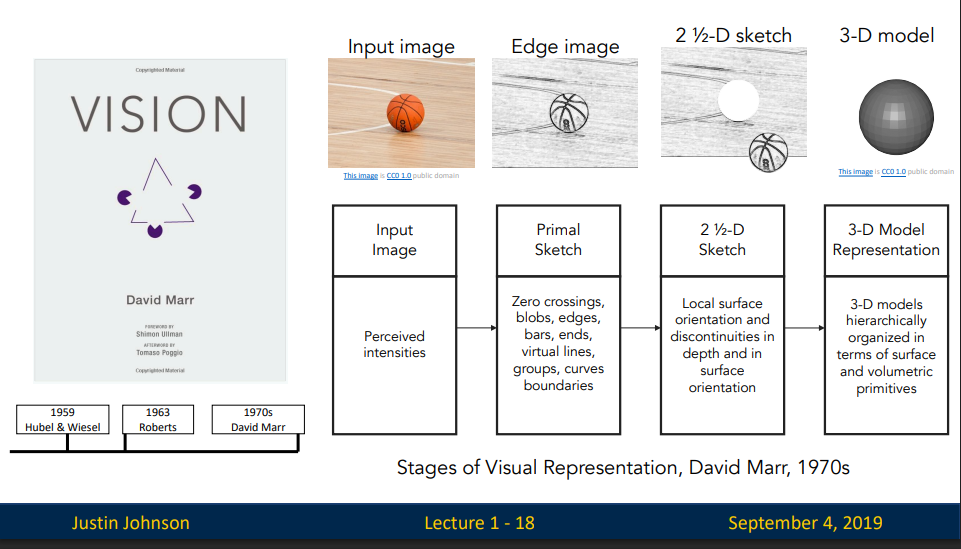 Copyrighted Material
VISION
David Marr
FOREWORD BY
Shimon Ullman
AFTERWORD BY
Tomaso Poggio
Copyrighted Material
Input image
Edge image
2 ½-D sketch
3-D model
This image is CC0 1.0 public domain
This image is CC0 1.0 public domain
Input
Image
Perceived
intensities
Primal
Sketch
Zero crossings,
blobs, edges,
bars, ends,
virtual lines,
groups, curves
boundaries
2 ½-D
Sketch
Local surface
orientation and
discontinuities in
depth and in
surface
orientation
3-D Model
Representation
3-D models
hierarchically
organized in
terms of surface
and volumetric
primitives
1959
Hubel & Wiesel
1963
Roberts
1970s
David Marr
Stages of Visual Representation, David Marr, 1970s
Justin Johnson
Lecture 1 - 18
September 4, 2019